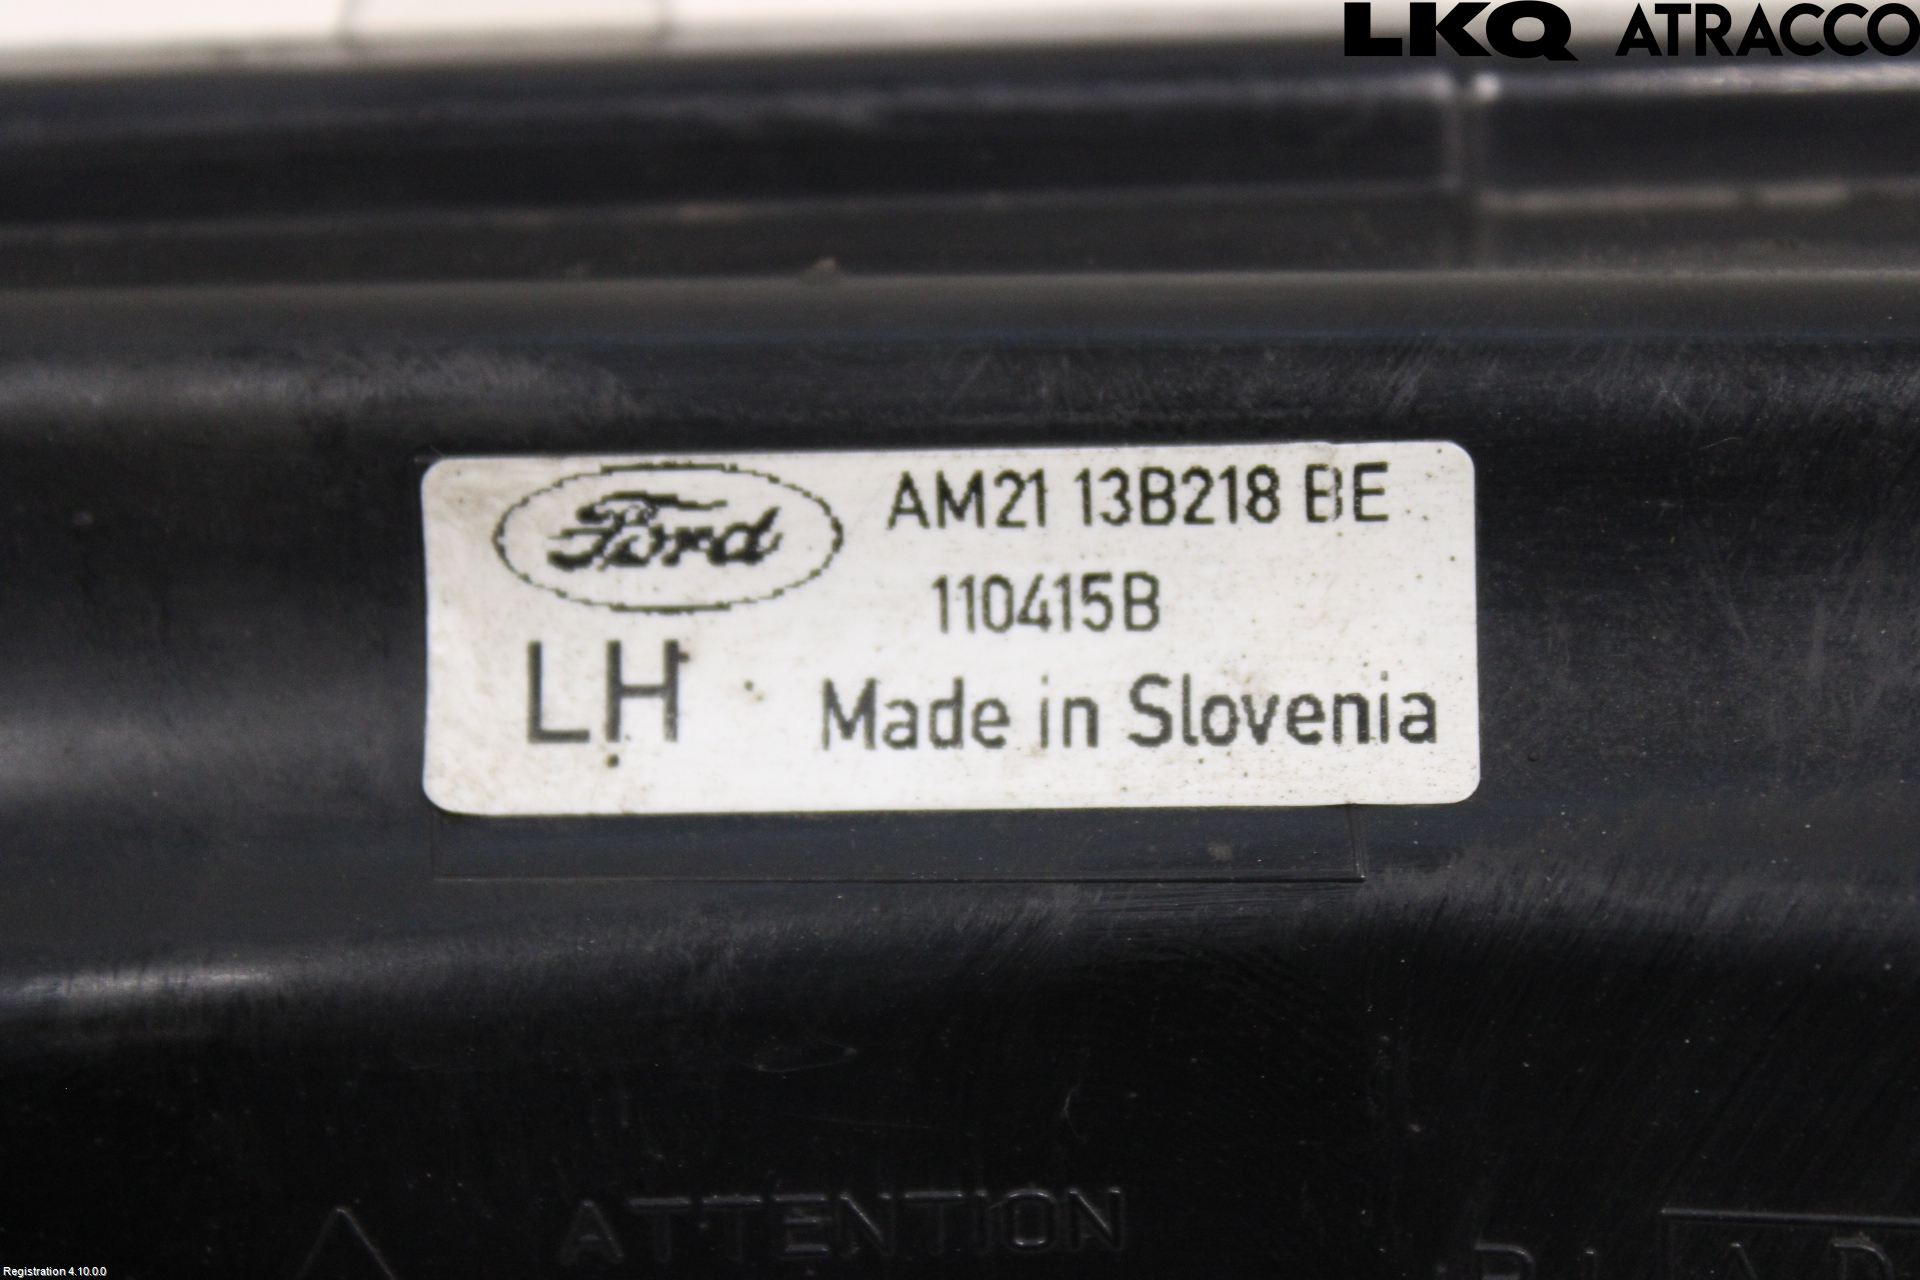 LKQ ATRACCO
Ford
AM21 13B218 BE
110415B
LH
Made in Slovenia
ATTENTION
Registration 4.10.0.0